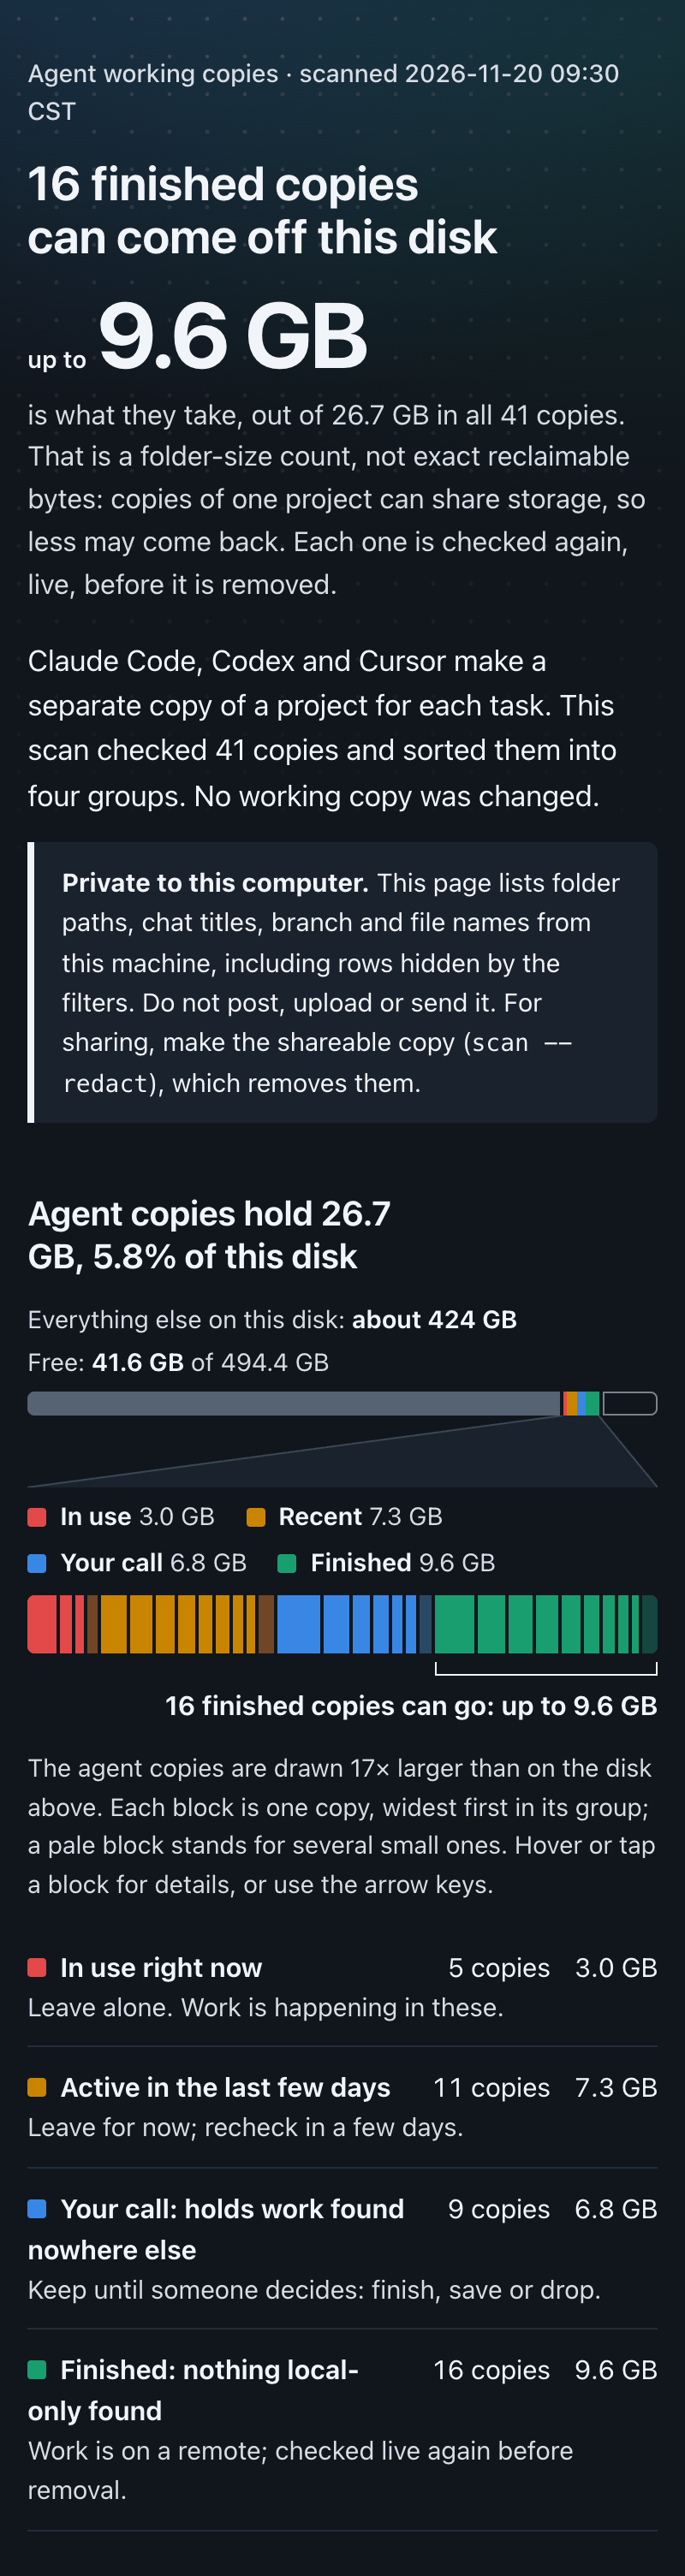 Agent working copies · scanned 2026-11-20 09:30
CST
16 finished copies
can come off this disk
up to 9.6 GB
is what they take, out of 26.7 GB in all 41 copies.
That is a folder-size count, not exact reclaimable
bytes: copies of one project can share storage, so
less may come back. Each one is checked again,
live, before it is removed.
Claude Code, Codex and Cursor make a
separate copy of a project for each task. This
scan checked 41 copies and sorted them into
four groups. No working copy was changed.
Private to this computer. This page lists folder
paths, chat titles, branch and file names from
this machine, including rows hidden by the
filters. Do not post, upload or send it. For
sharing, make the shareable copy (scan --
redact), which removes them.
Agent copies hold 26.7
GB, 5.8% of this disk
Everything else on this disk: about 424 GB
Free: 41.6 GB of 494.4 GB
In use 3.0 GB Recent 7.3 GB
Your call 6.8 GB Finished 9.6 GB
16 finished copies can go: up to 9.6 GB
The agent copies are drawn 17× larger than on the disk
above. Each block is one copy, widest first in its group;
a pale block stands for several small ones. Hover or tap
a block for details, or use the arrow keys.
In use right now 5 copies 3.0 GB
Leave alone. Work is happening in these.
Active in the last few days 11 copies 7.3 GB
Leave for now; recheck in a few days.
Your call: holds work found 9 copies 6.8 GB
nowhere else
Keep until someone decides: finish, save or drop.
Finished: nothing local- 16 copies 9.6 GB
only found
Work is on a remote; checked live again before
removal.